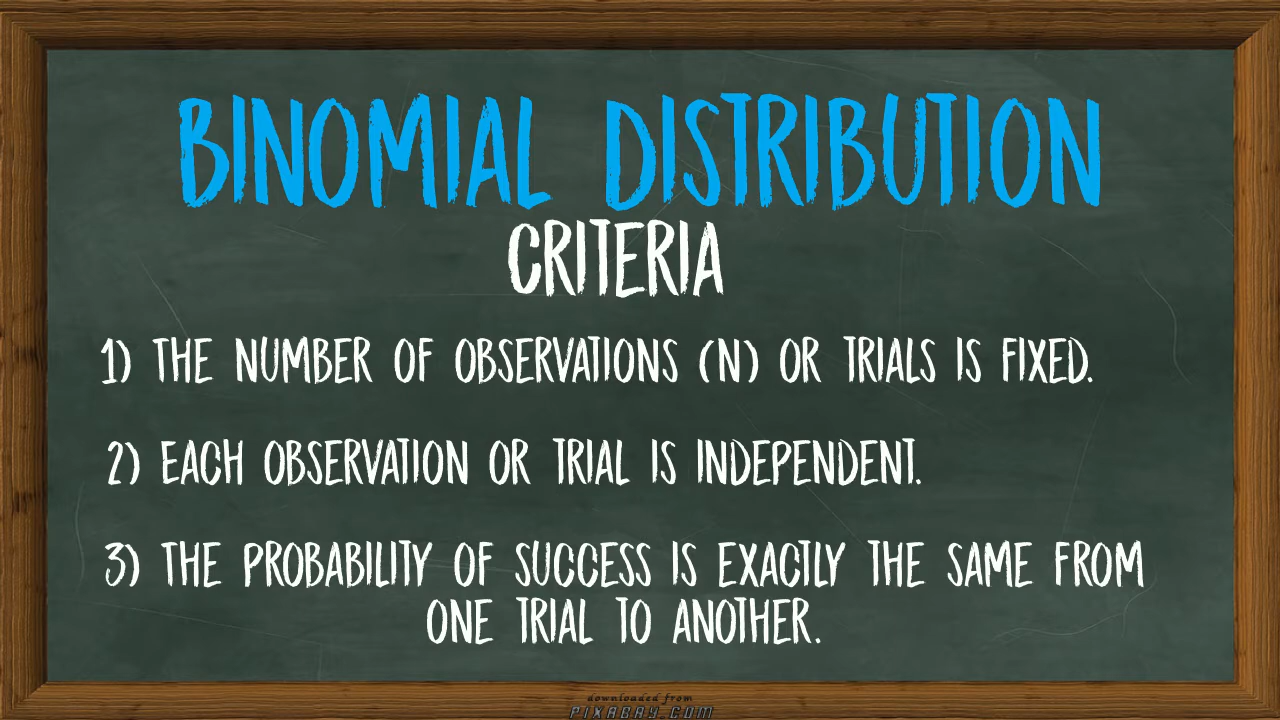 BINOMIAL DISTRIBUTION
CRITERIA
1) THE NUMBER OF OBSERVATIONS (N) OR TRIALS IS FIXED.
2) EACH OBSERVATION OR TRIAL IS INDEPENDENT.
3) THE PROBABILITY OF SUCCESS IS EXACTLY THE SAME FROM
ONE TRIAL TO ANOTHER.
downloaded from
PIXABAY.COM